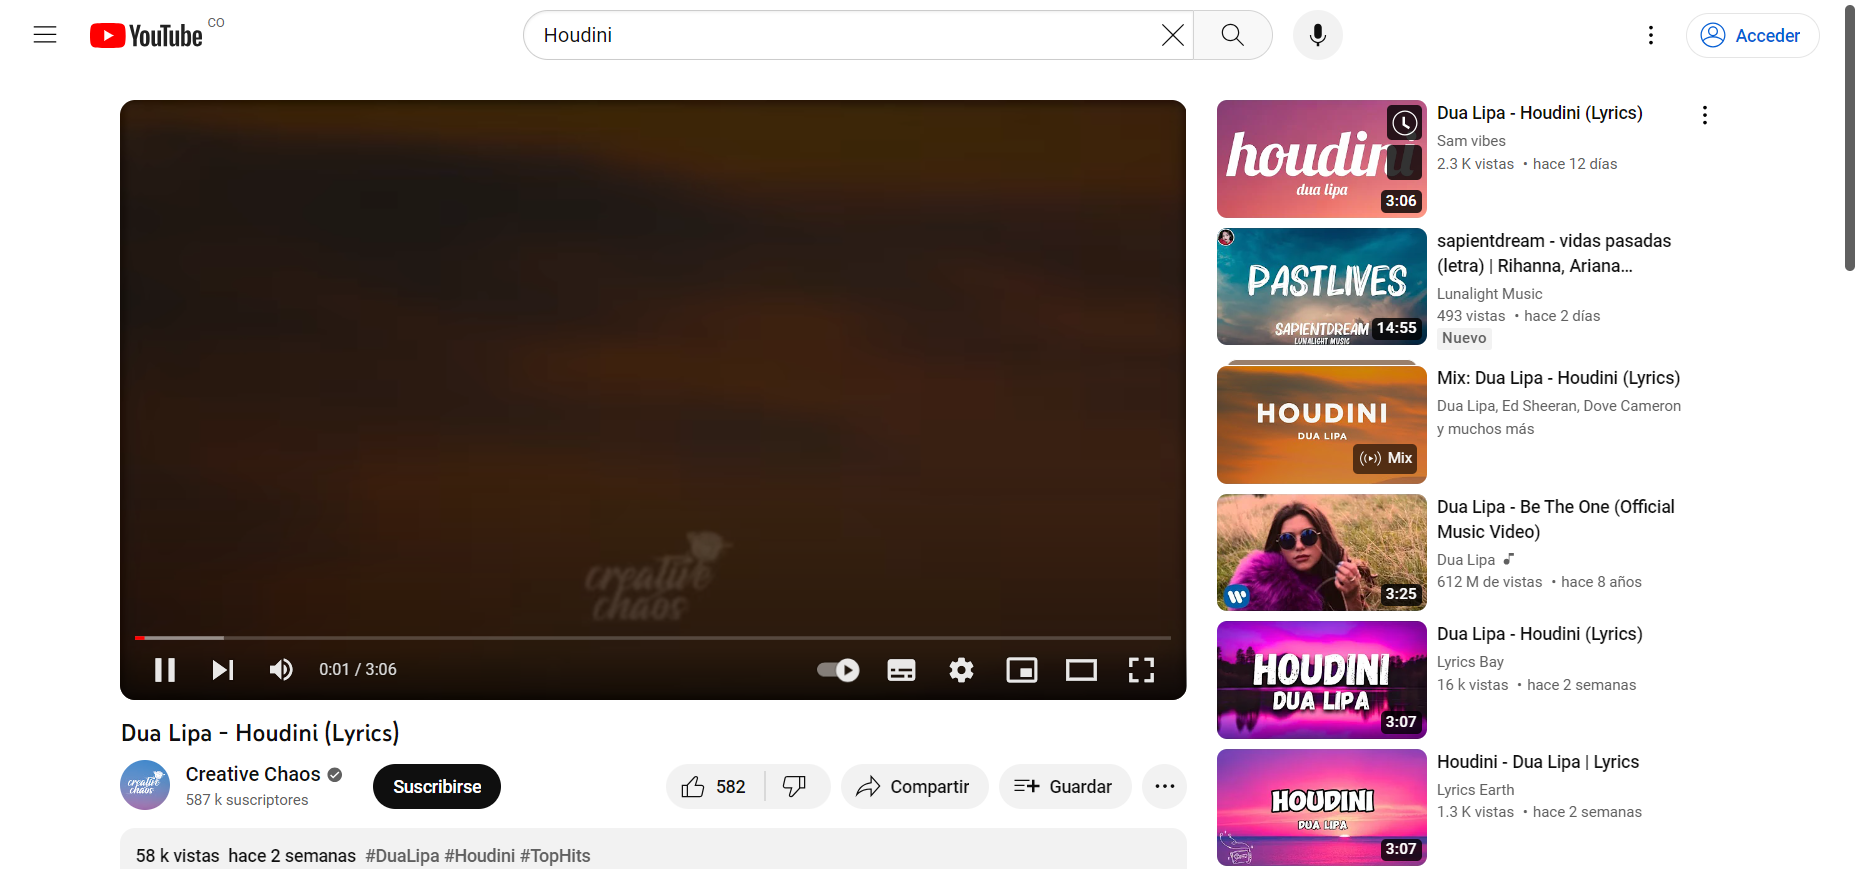 YouTube CO
Houdini
Acceder
creative
chaos
0:01 / 3:06
Dua Lipa - Houdini (Lyrics)
creative
chaos
Creative Chaos
587 k suscriptores
Suscribirse
582
Compartir
Guardar
58 k vistas hace 2 semanas #DuaLipa #Houdini #TopHits
houdini
dua lipa
3:06
Dua Lipa - Houdini (Lyrics)
Sam vibes
2.3 K vistas • hace 12 días
PASTLIVES
SAPIENTDREAM
LUNALIGHT MUSIC
14:55
sapientdream - vidas pasadas
(letra) | Rihanna, Ariana...
Lunalight Music
493 vistas • hace 2 días
Nuevo
HOUDINI
DUA LIPA
Mix
Mix: Dua Lipa - Houdini (Lyrics)
Dua Lipa, Ed Sheeran, Dove Cameron
y muchos más
3:25
Dua Lipa - Be The One (Official
Music Video)
Dua Lipa
612 M de vistas • hace 8 años
HOUDINI
DUA LIPA
3:07
Dua Lipa - Houdini (Lyrics)
Lyrics Bay
16 k vistas • hace 2 semanas
HOUDINI
DUA LIPA
3:07
Houdini - Dua Lipa | Lyrics
Lyrics Earth
1.3 K vistas • hace 2 semanas